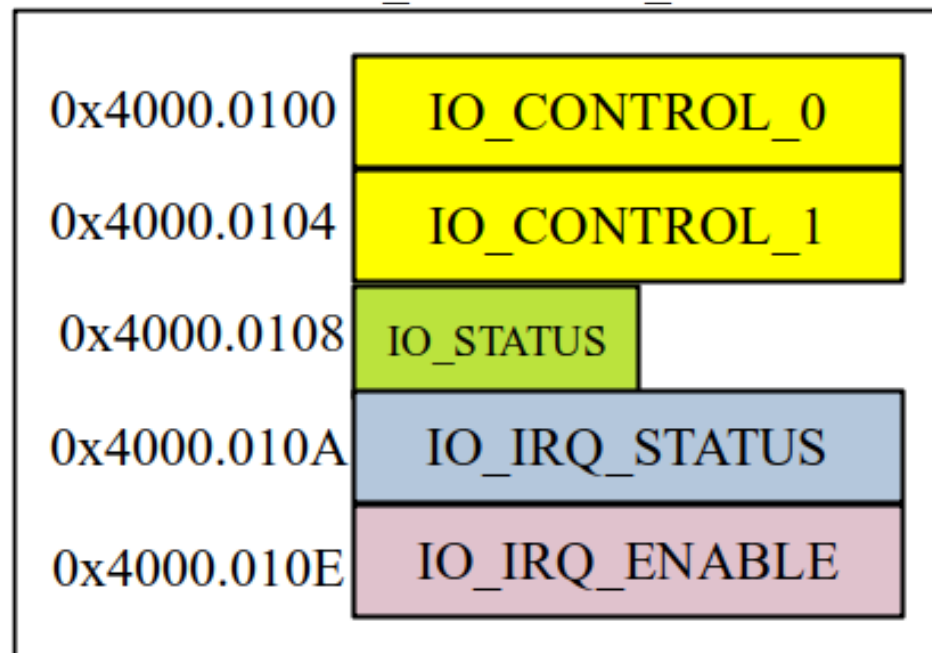 0x4000.0100 IO_CONTROL_0
0x4000.0104 IO_CONTROL_1
0x4000.0108 IO_STATUS
0x4000.010A IO_IRQ_STATUS
0x4000.010E IO_IRQ_ENABLE